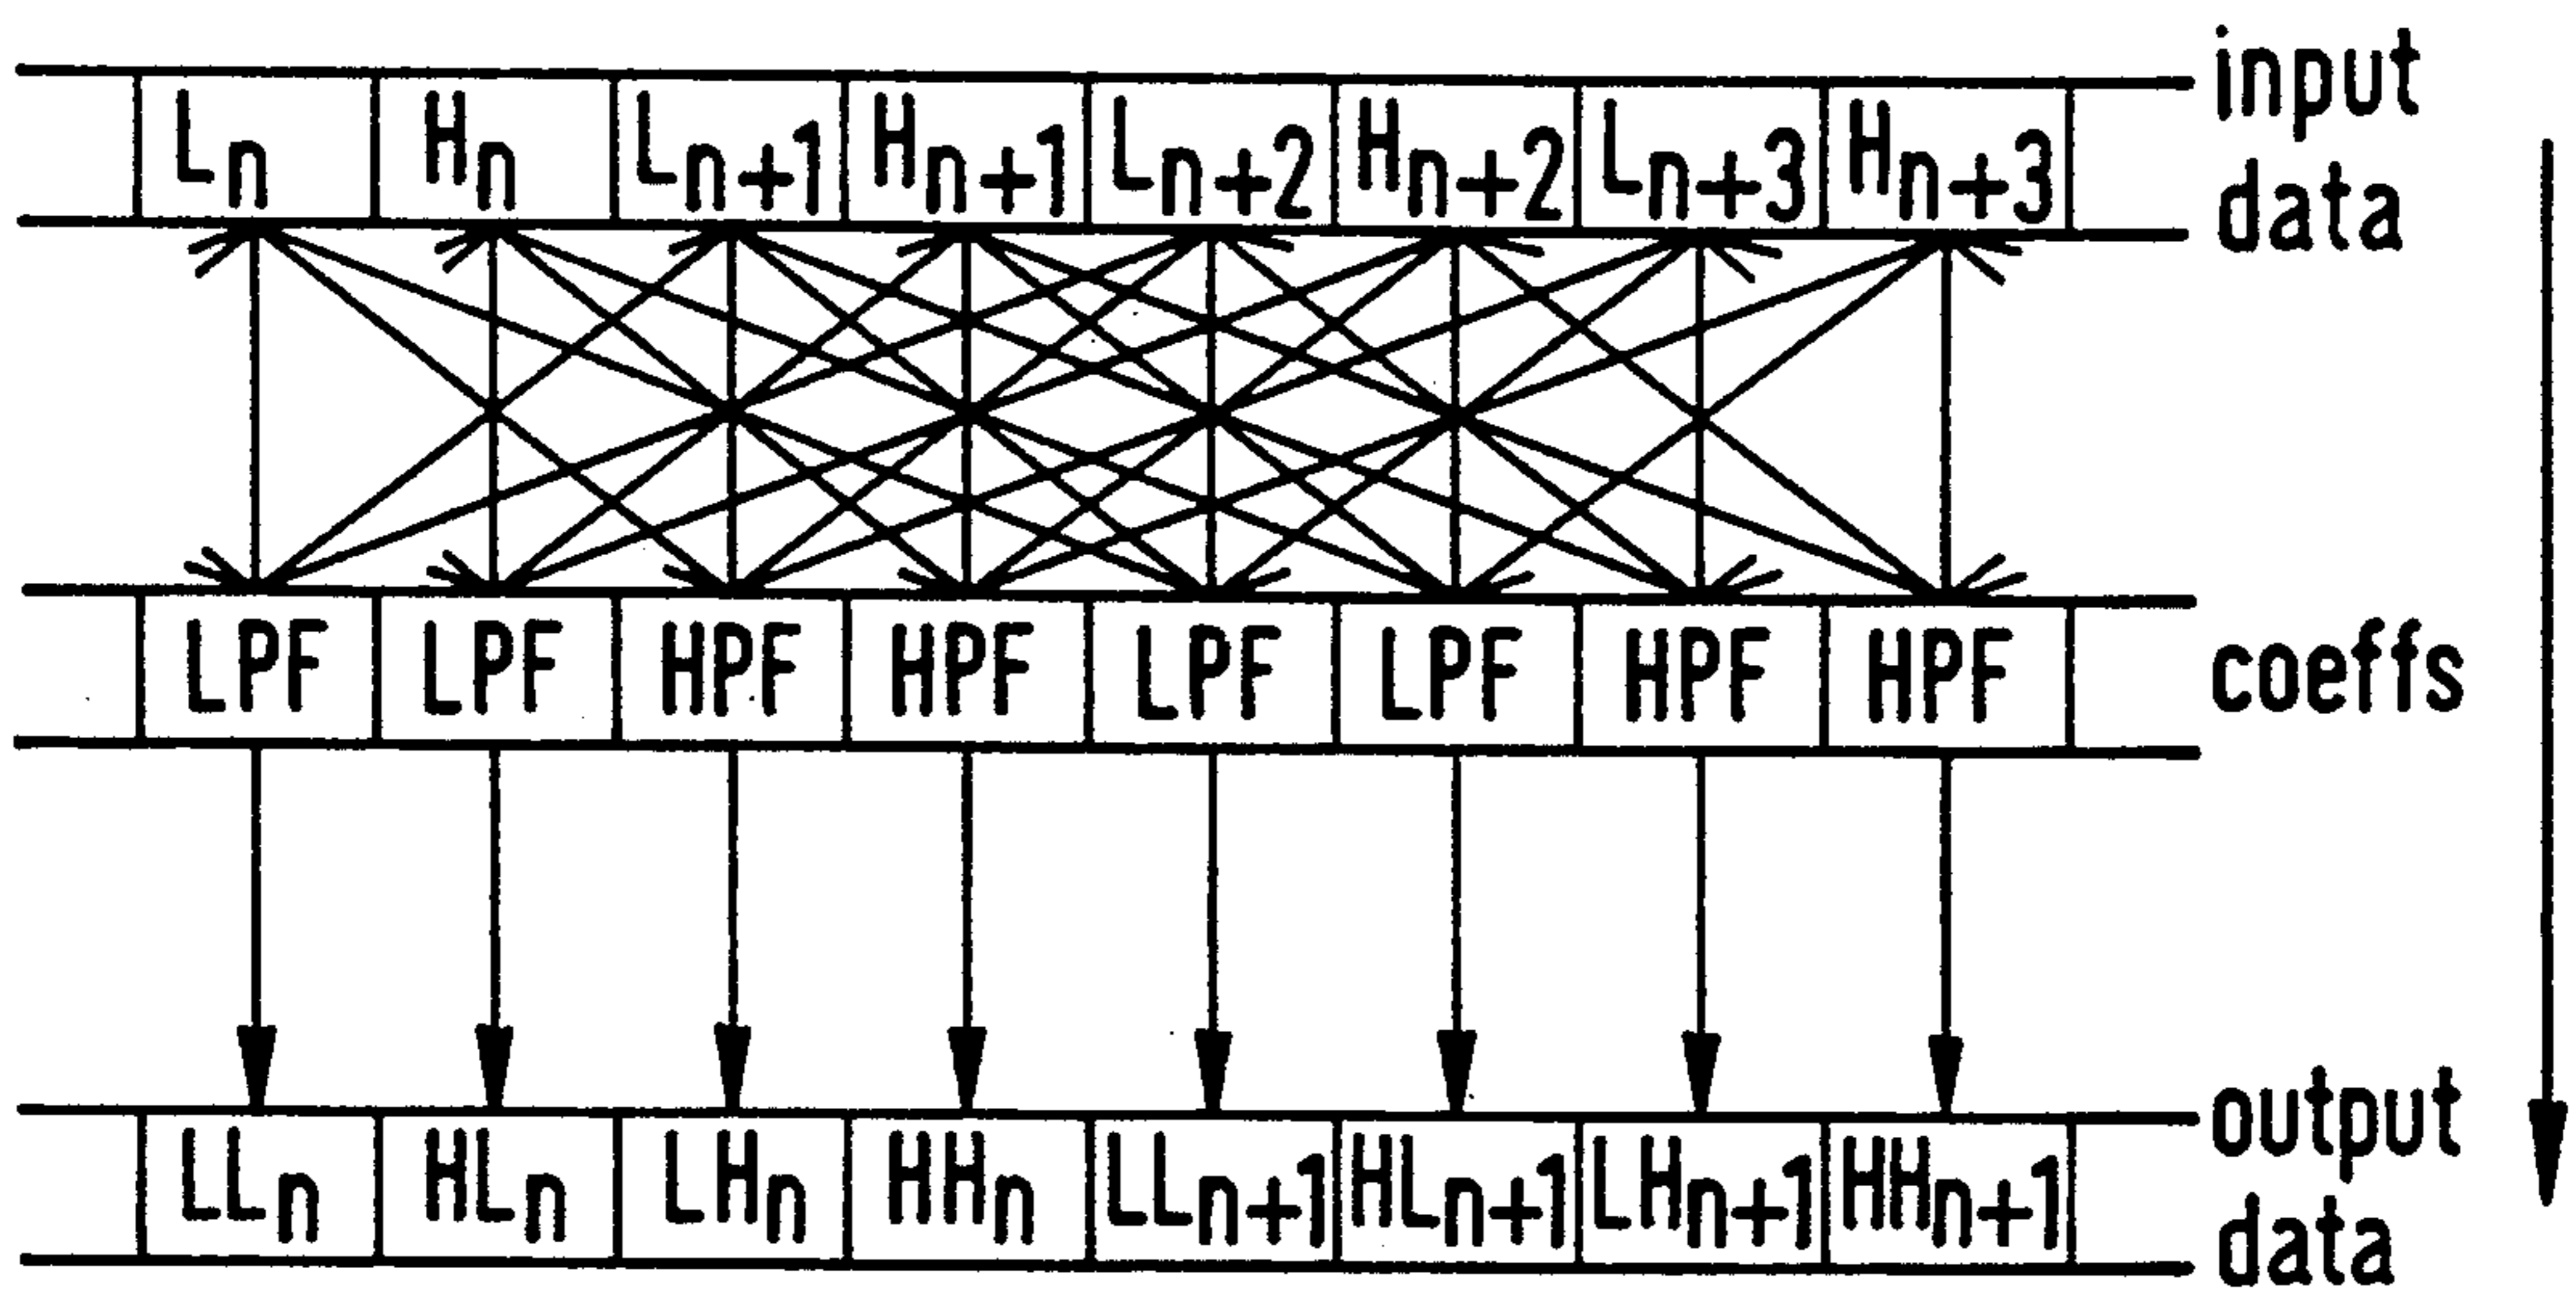 Lₙ Hₙ Lₙ₊₁ Hₙ₊₁ Lₙ₊₂ Hₙ₊₂ Lₙ₊₃ Hₙ₊₃ input
data
LPF LPF HPF HPF LPF LPF HPF HPF coeffs
LLₙ HLₙ LHₙ HHₙ LLₙ₊₁ HLₙ₊₁ LHₙ₊₁ HHₙ₊₁ output
data